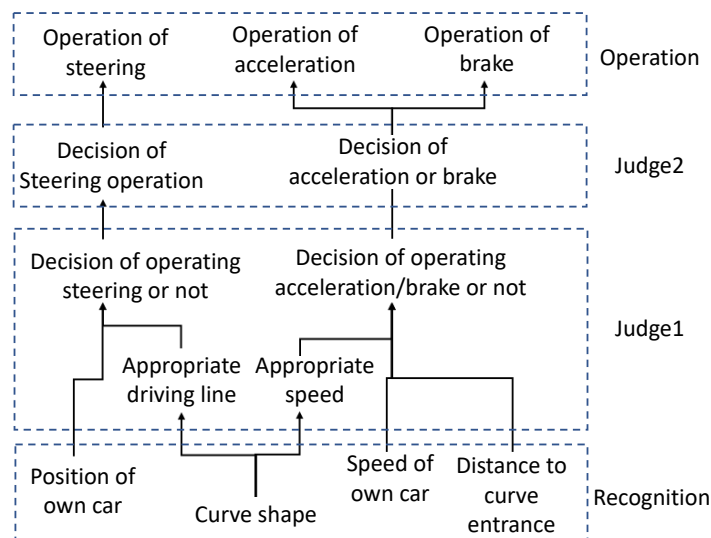 Operation of
steering
Operation of
acceleration
Operation of
brake
Operation
Decision of
Steering operation
Decision of
acceleration or brake
Judge2
Decision of operating
steering or not
Decision of operating
acceleration/brake or not
Judge1
Appropriate
driving line
Appropriate
speed
Position of
own car
Curve shape
Speed of
own car
Distance to
curve
entrance
Recognition